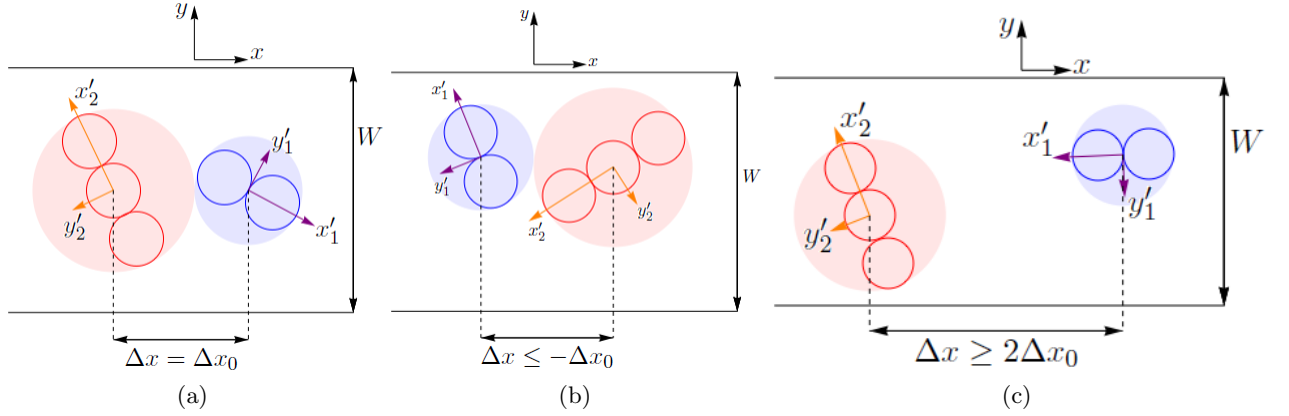 y
x
x′₂
y′₂
y′₁
x′₁
W
Δx = Δx₀
(a)
y
x
x′₁
y′₁
x′₂
y′₂
W
Δx ≤ −Δx₀
(b)
y
x
x′₂
y′₂
x′₁
y′₁
W
Δx ≥ 2Δx₀
(c)